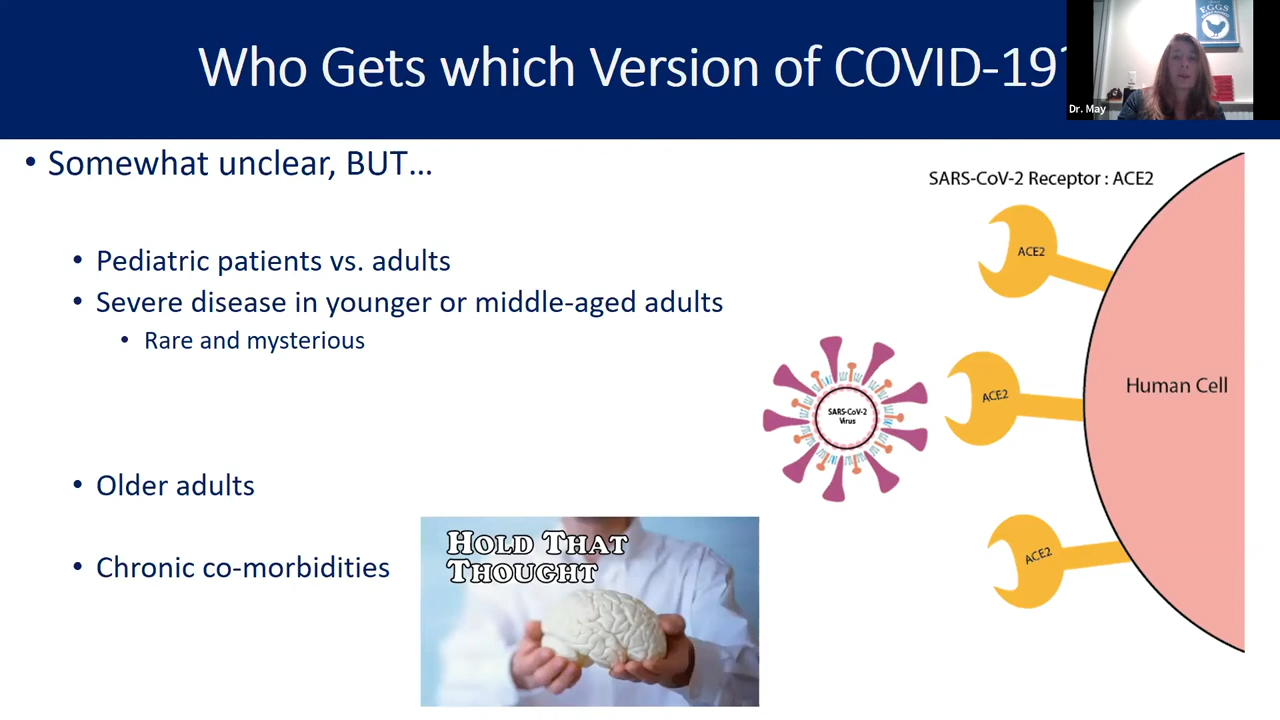 Who Gets which Version of COVID-19?
EGGS
Dr. May
• Somewhat unclear, BUT…
• Pediatric patients vs. adults
• Severe disease in younger or middle-aged adults
• Rare and mysterious
• Older adults
• Chronic co-morbidities
HOLD THAT
THOUGHT
SARS-CoV-2 Receptor : ACE2
ACE2
ACE2
ACE2
SARS-CoV-2
Virus
Human Cell